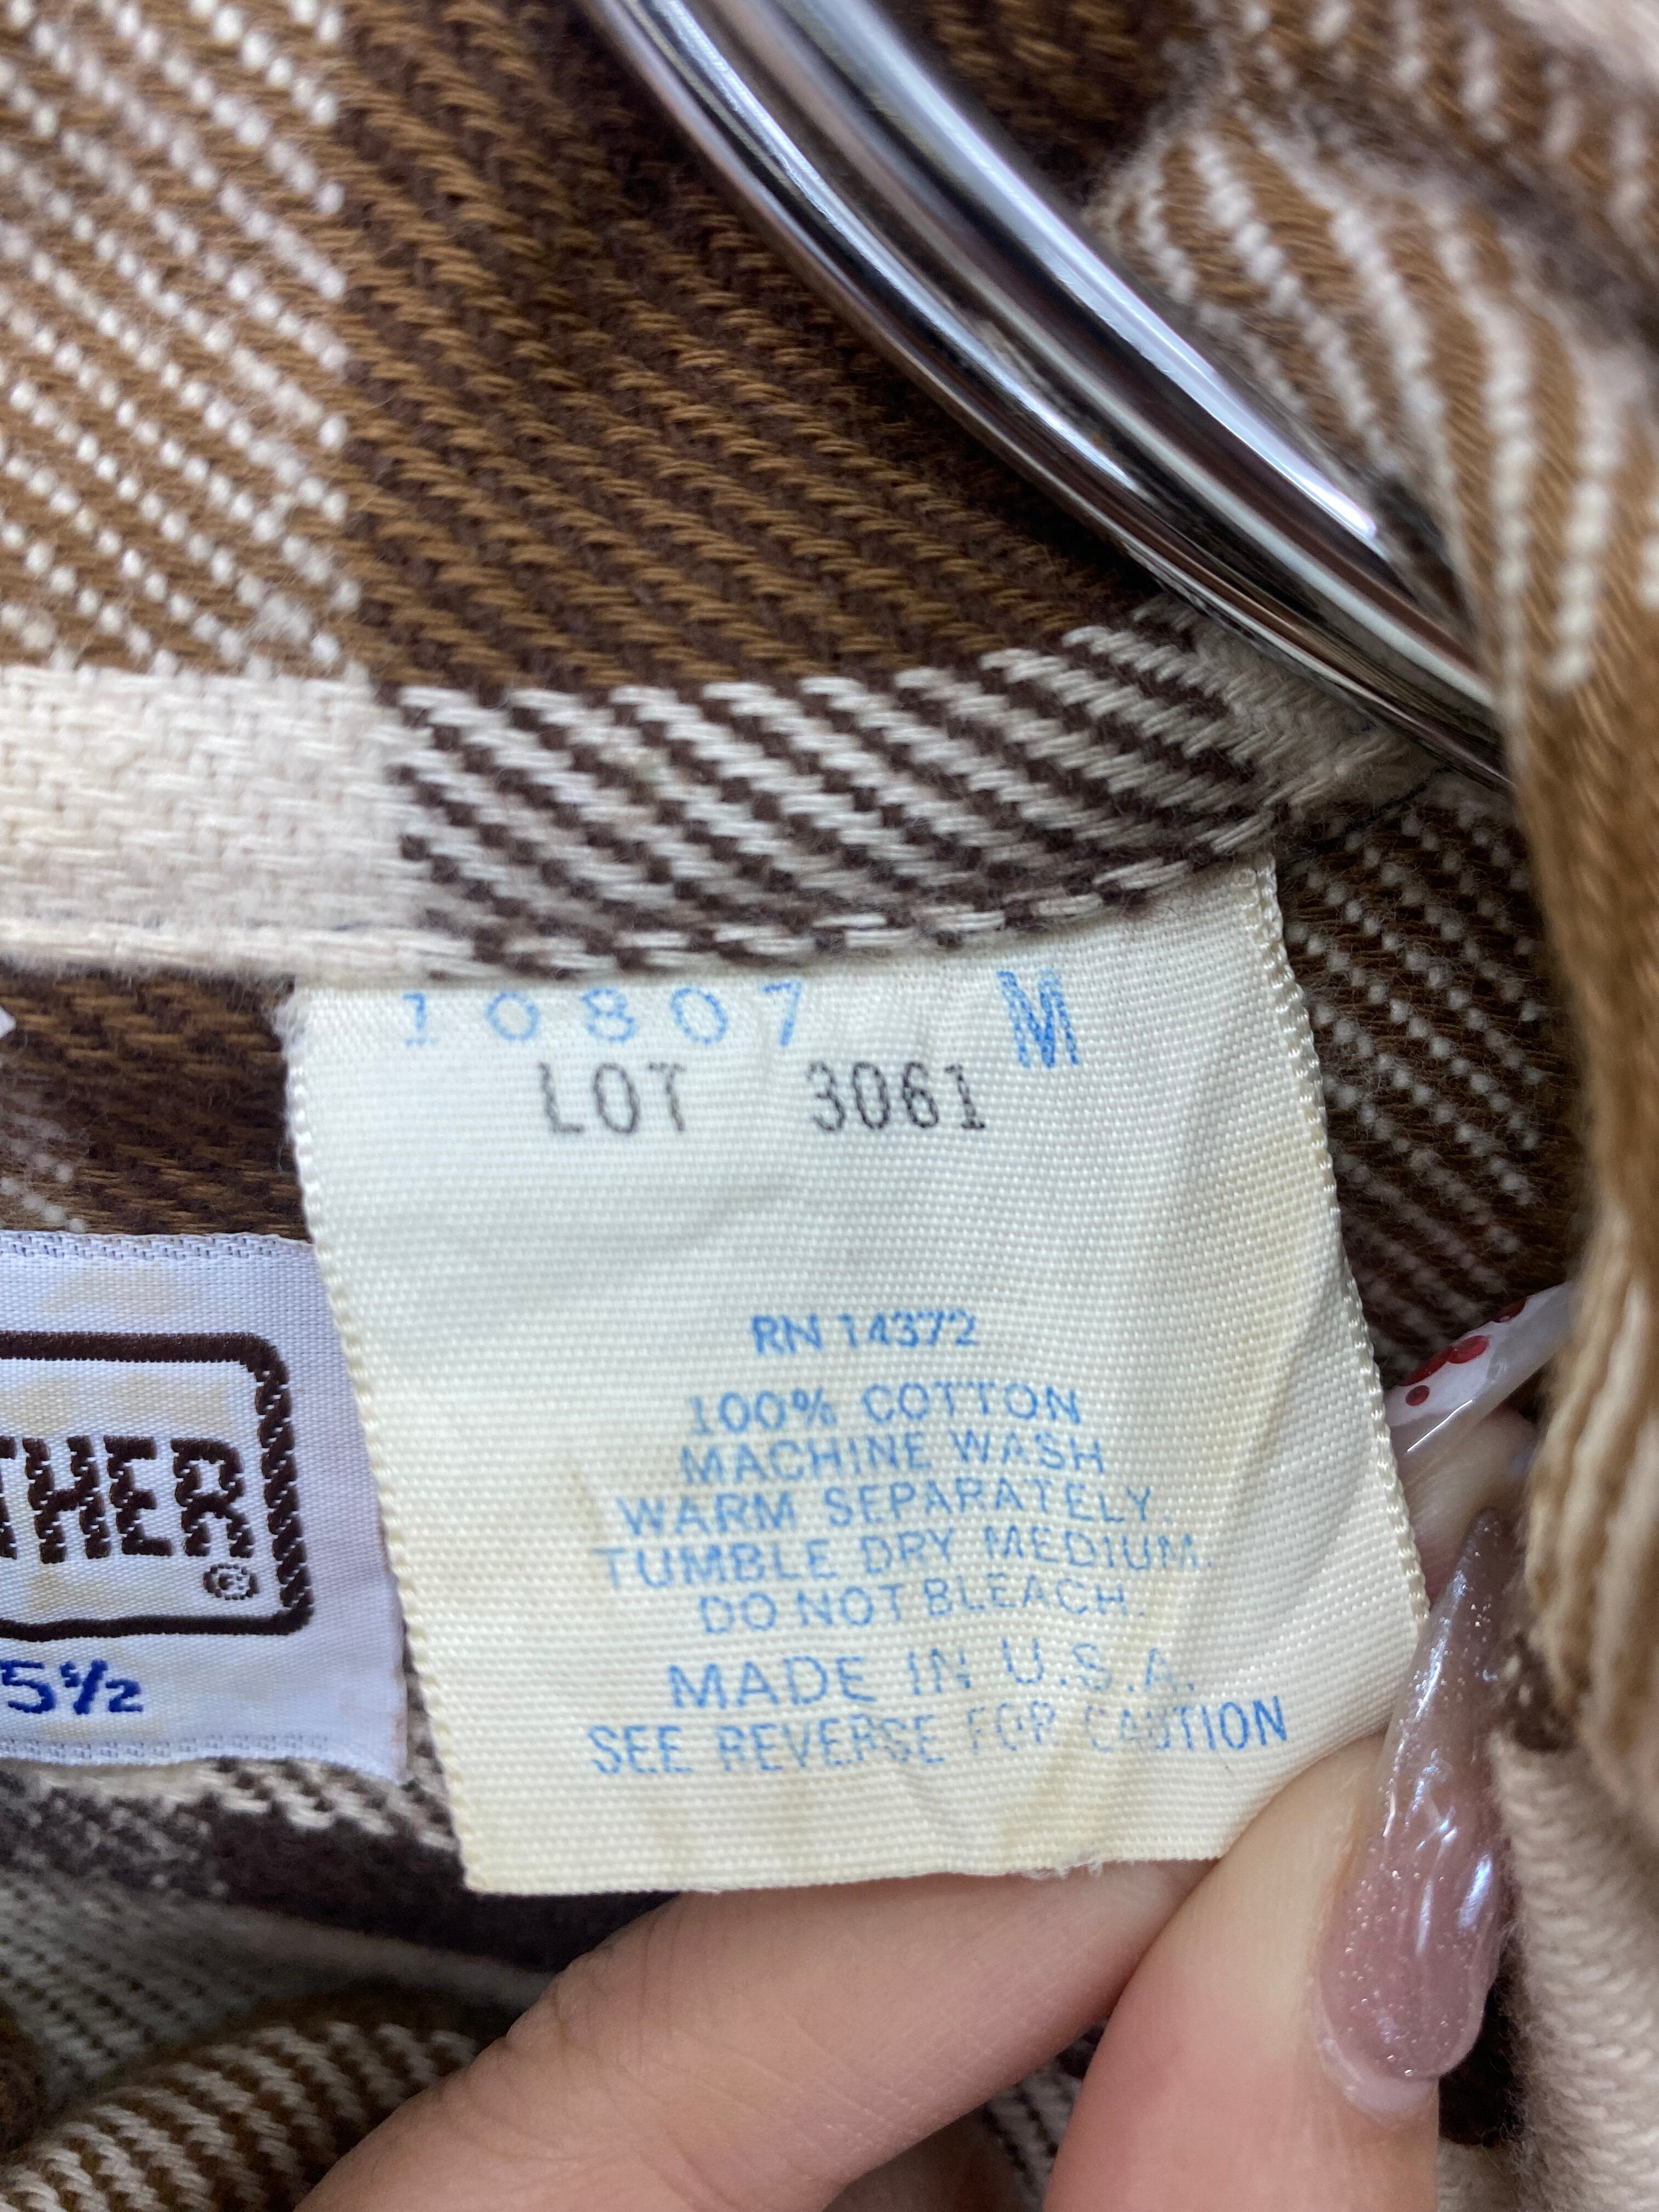 10807 M
LOT 3061
RN 14372
100% COTTON
MACHINE WASH
WARM SEPARATELY.
TUMBLE DRY MEDIUM.
DO NOT BLEACH.
MADE IN U.S.A.
SEE REVERSE FOR CAUTION
THER®
5½